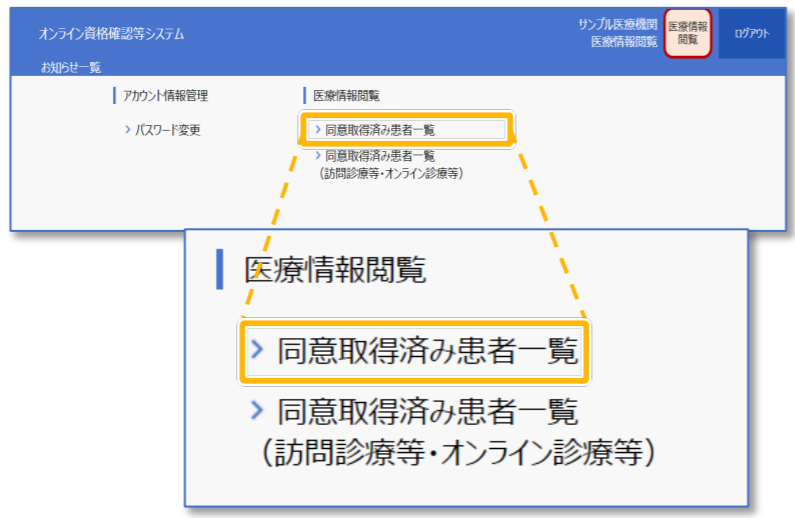 オンライン資格確認等システム
サンプル医療機関
医療情報閲覧
医療情報
閲覧
ログアウト
お知らせ一覧
アカウント情報管理
医療情報閲覧
> パスワード変更
> 同意取得済み患者一覧
> 同意取得済み患者一覧
（訪問診療等・オンライン診療等）
医療情報閲覧
> 同意取得済み患者一覧
> 同意取得済み患者一覧
（訪問診療等・オンライン診療等）